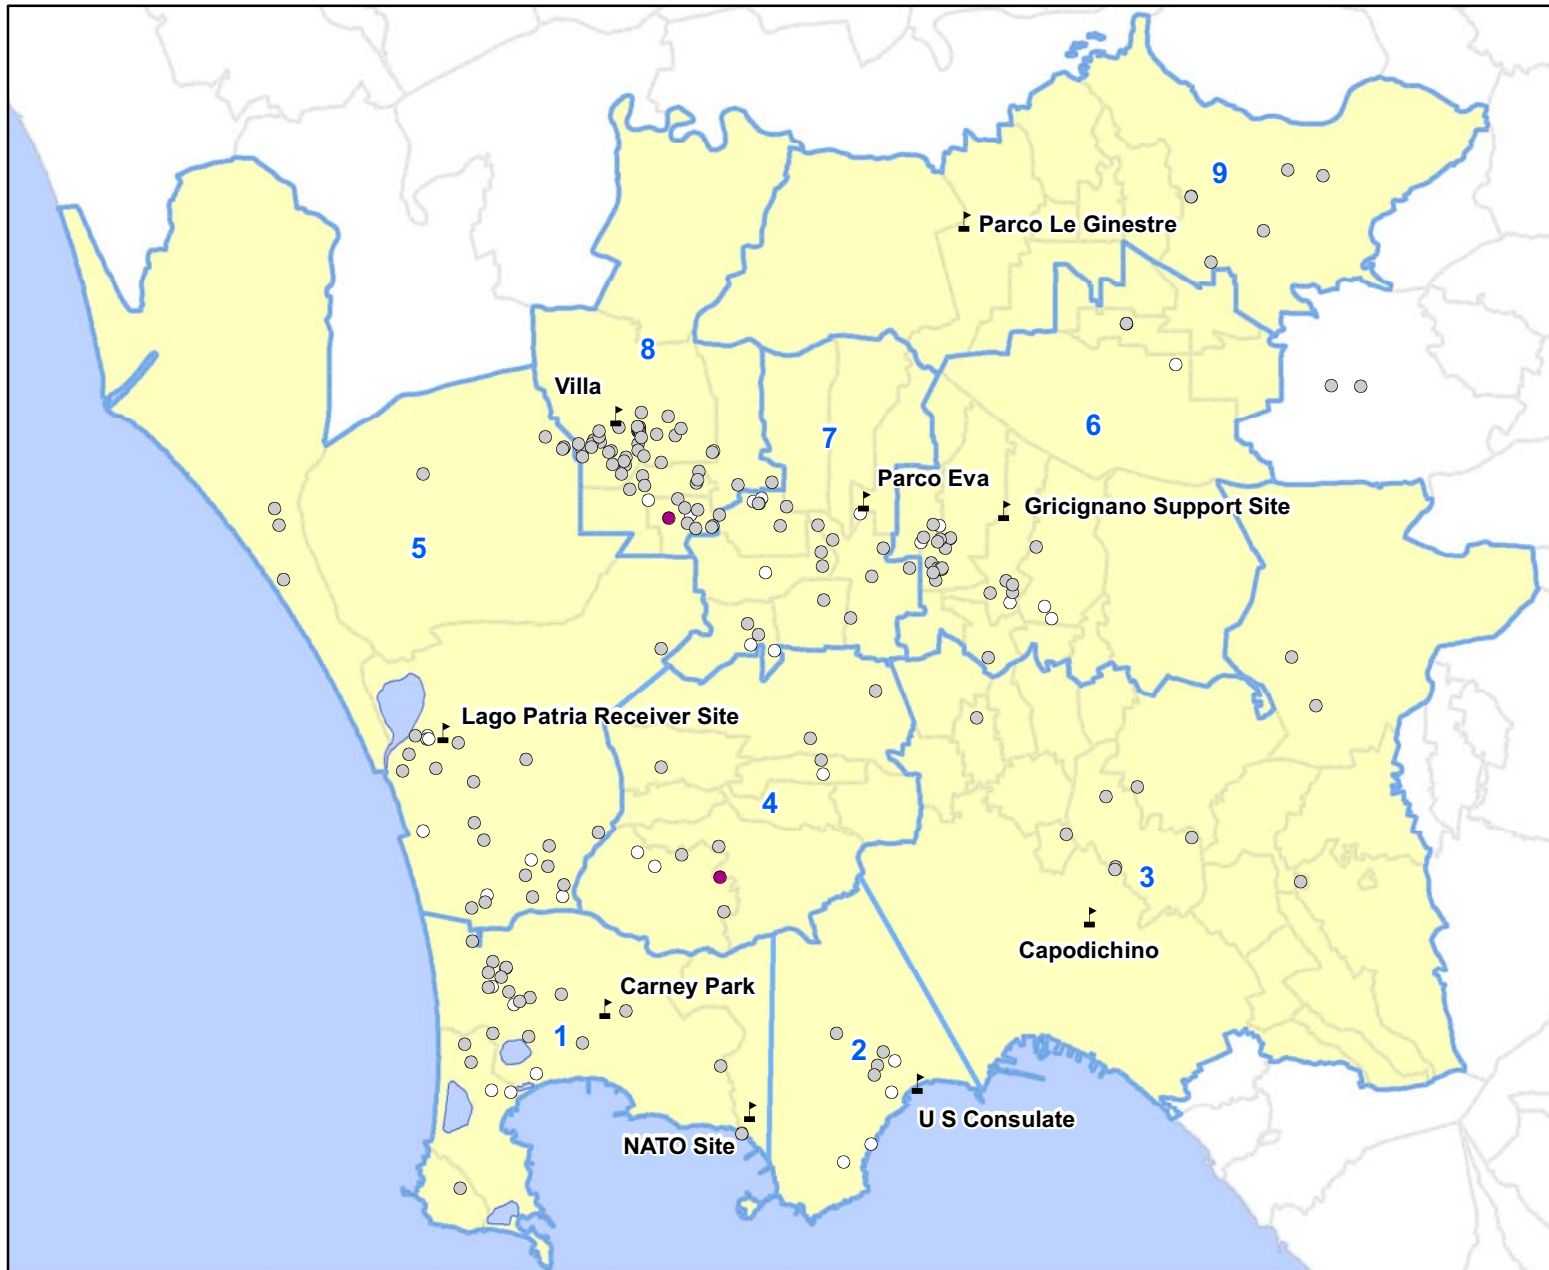 9
Parco Le Ginestre
8
Villa
7
6
Parco Eva
Gricignano Support Site
5
Lago Patria Receiver Site
4
3
Capodichino
Carney Park
1
2
U S Consulate
NATO Site